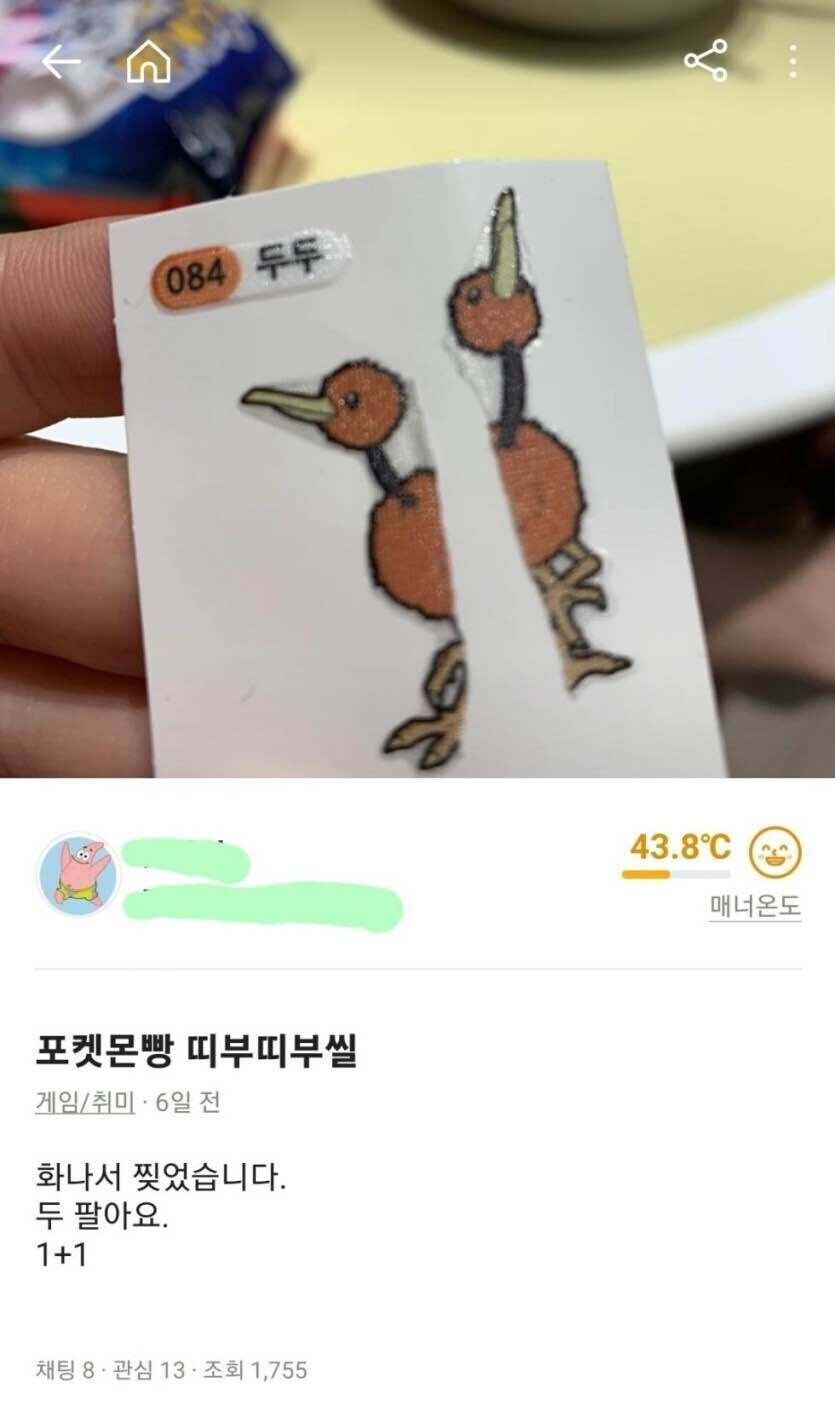 084 두두
43.8°C
매너온도
포켓몬빵 띠부띠부씰
게임/취미 · 6일 전
화나서 찢었습니다.
두 팔아요.
1+1
채팅 8 · 관심 13 · 조회 1,755